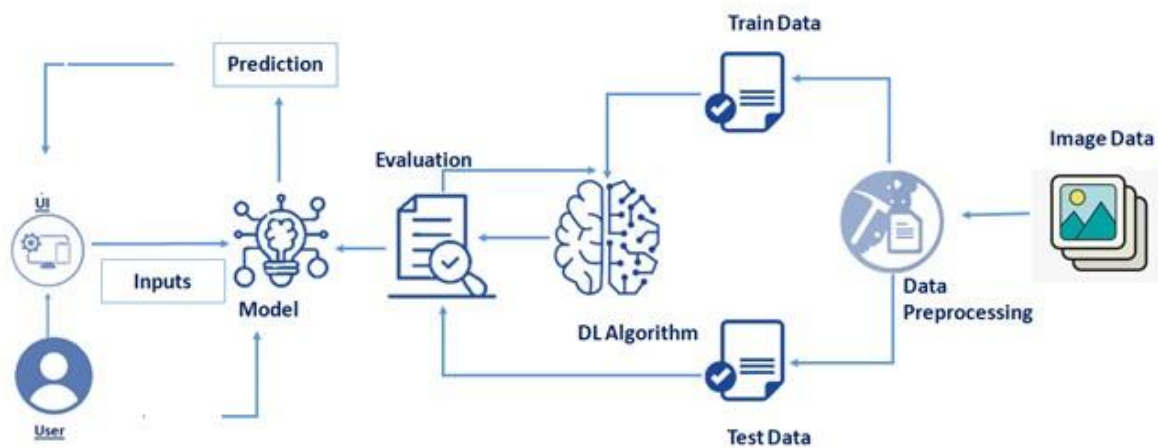 Train Data
Prediction
Image Data
Evaluation
UI
Inputs
Model
Data
Preprocessing
DL Algorithm
User
Test Data